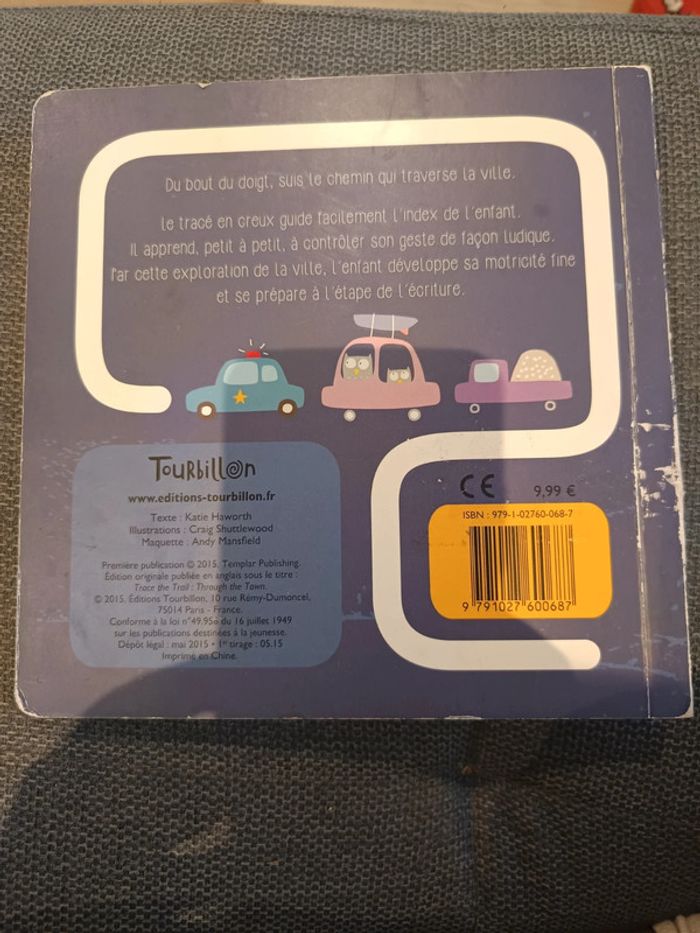 Du bout du doigt, suis le chemin qui traverse la ville.
Le tracé en creux guide facilement l'index de l'enfant.
Il apprend, petit à petit, à contrôler son geste de façon ludique.
Par cette exploration de la ville, l'enfant développe sa motricité fine
et se prépare à l'étape de l'écriture.
Tourbillon
www.editions-tourbillon.fr
Texte : Katie Haworth
Illustrations : Craig Shuttlewood
Maquette : Andy Mansfield
Première publication © 2015. Templar Publishing.
Édition originale publiée en anglais sous le titre :
Trace the Trail : Through the Town.
© 2015. Éditions Tourbillon, 10 rue Rémy-Dumoncel,
75014 Paris - France.
Conforme à la loi n°49.956 du 16 juillet 1949
sur les publications destinées à la jeunesse.
Dépôt légal : mai 2015 • 1er tirage : 05.15
Imprimé en Chine.
CE 9,99 €
ISBN : 979-1-02760-068-7
9 791027 600687